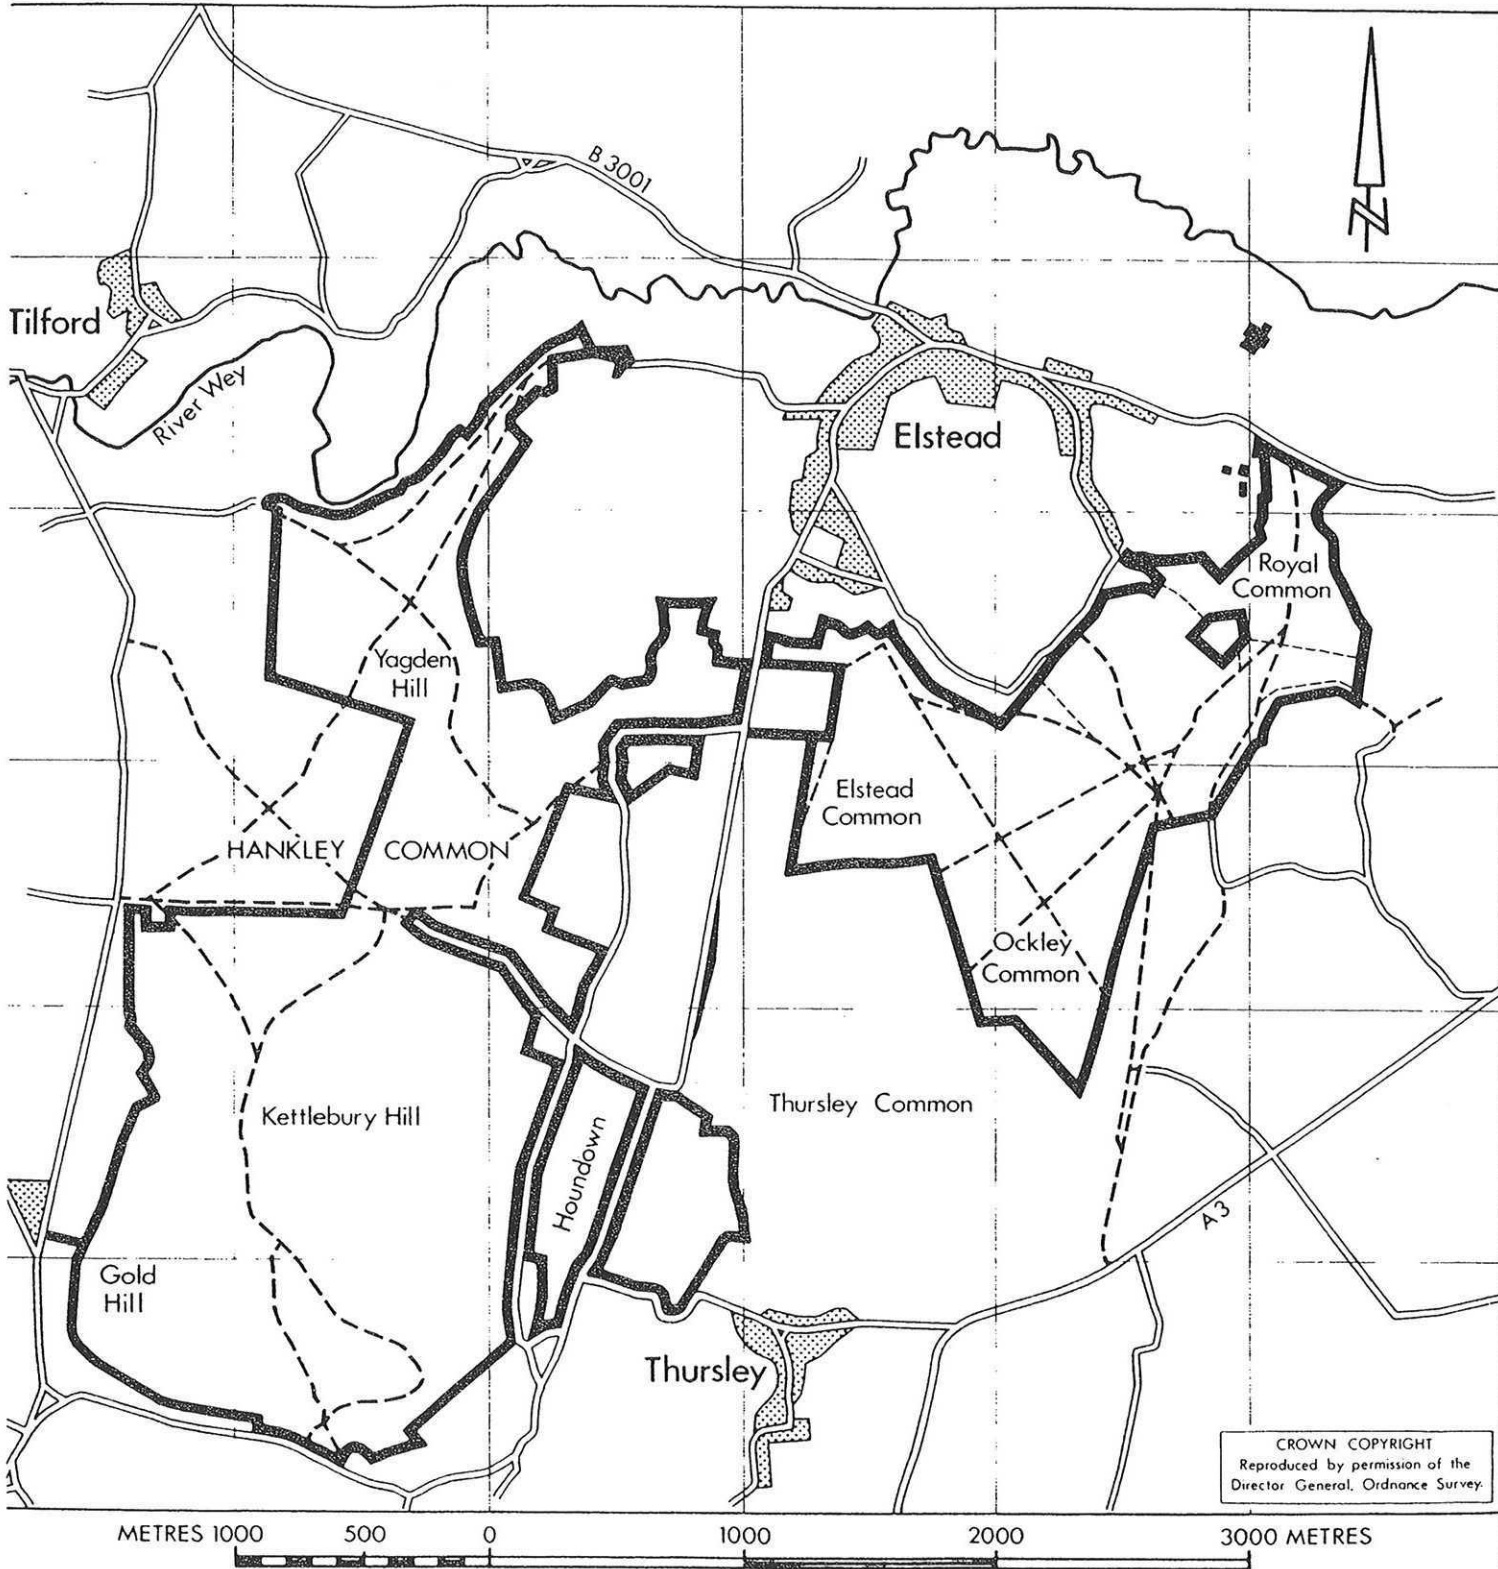 B 3001
Tilford
River Wey
Elstead
Royal
Common
Yagden
Hill
Elstead
Common
HANKLEY COMMON
Ockley
Common
Kettlebury Hill
Thursley Common
Houndown
A3
Gold
Hill
Thursley
CROWN COPYRIGHT
Reproduced by permission of the
Director General, Ordnance Survey.
METRES 1000 500 0 1000 2000 3000 METRES
N